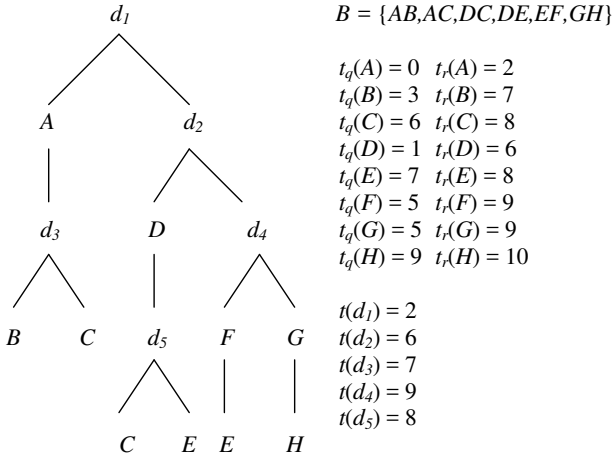 d1
B = {AB,AC,DC,DE,EF,GH}
tq(A) = 0 tr(A) = 2
tq(B) = 3 tr(B) = 7
A d2
tq(C) = 6 tr(C) = 8
tq(D) = 1 tr(D) = 6
tq(E) = 7 tr(E) = 8
tq(F) = 5 tr(F) = 9
d3 D d4
tq(G) = 5 tr(G) = 9
tq(H) = 9 tr(H) = 10
t(d1) = 2
B C d5 F G
t(d2) = 6
t(d3) = 7
t(d4) = 9
t(d5) = 8
C E E H